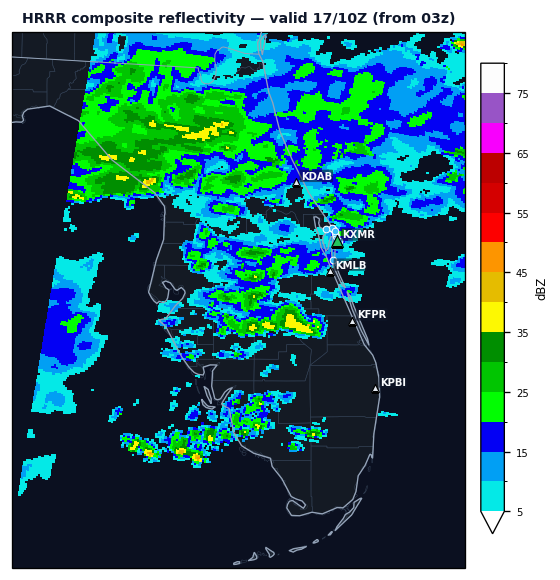 HRRR composite reflectivity — valid 17/10Z (from 03z)
KDAB
KXMR
KMLB
KFPR
KPBI
75
65
55
45
35
25
15
5
dBZ